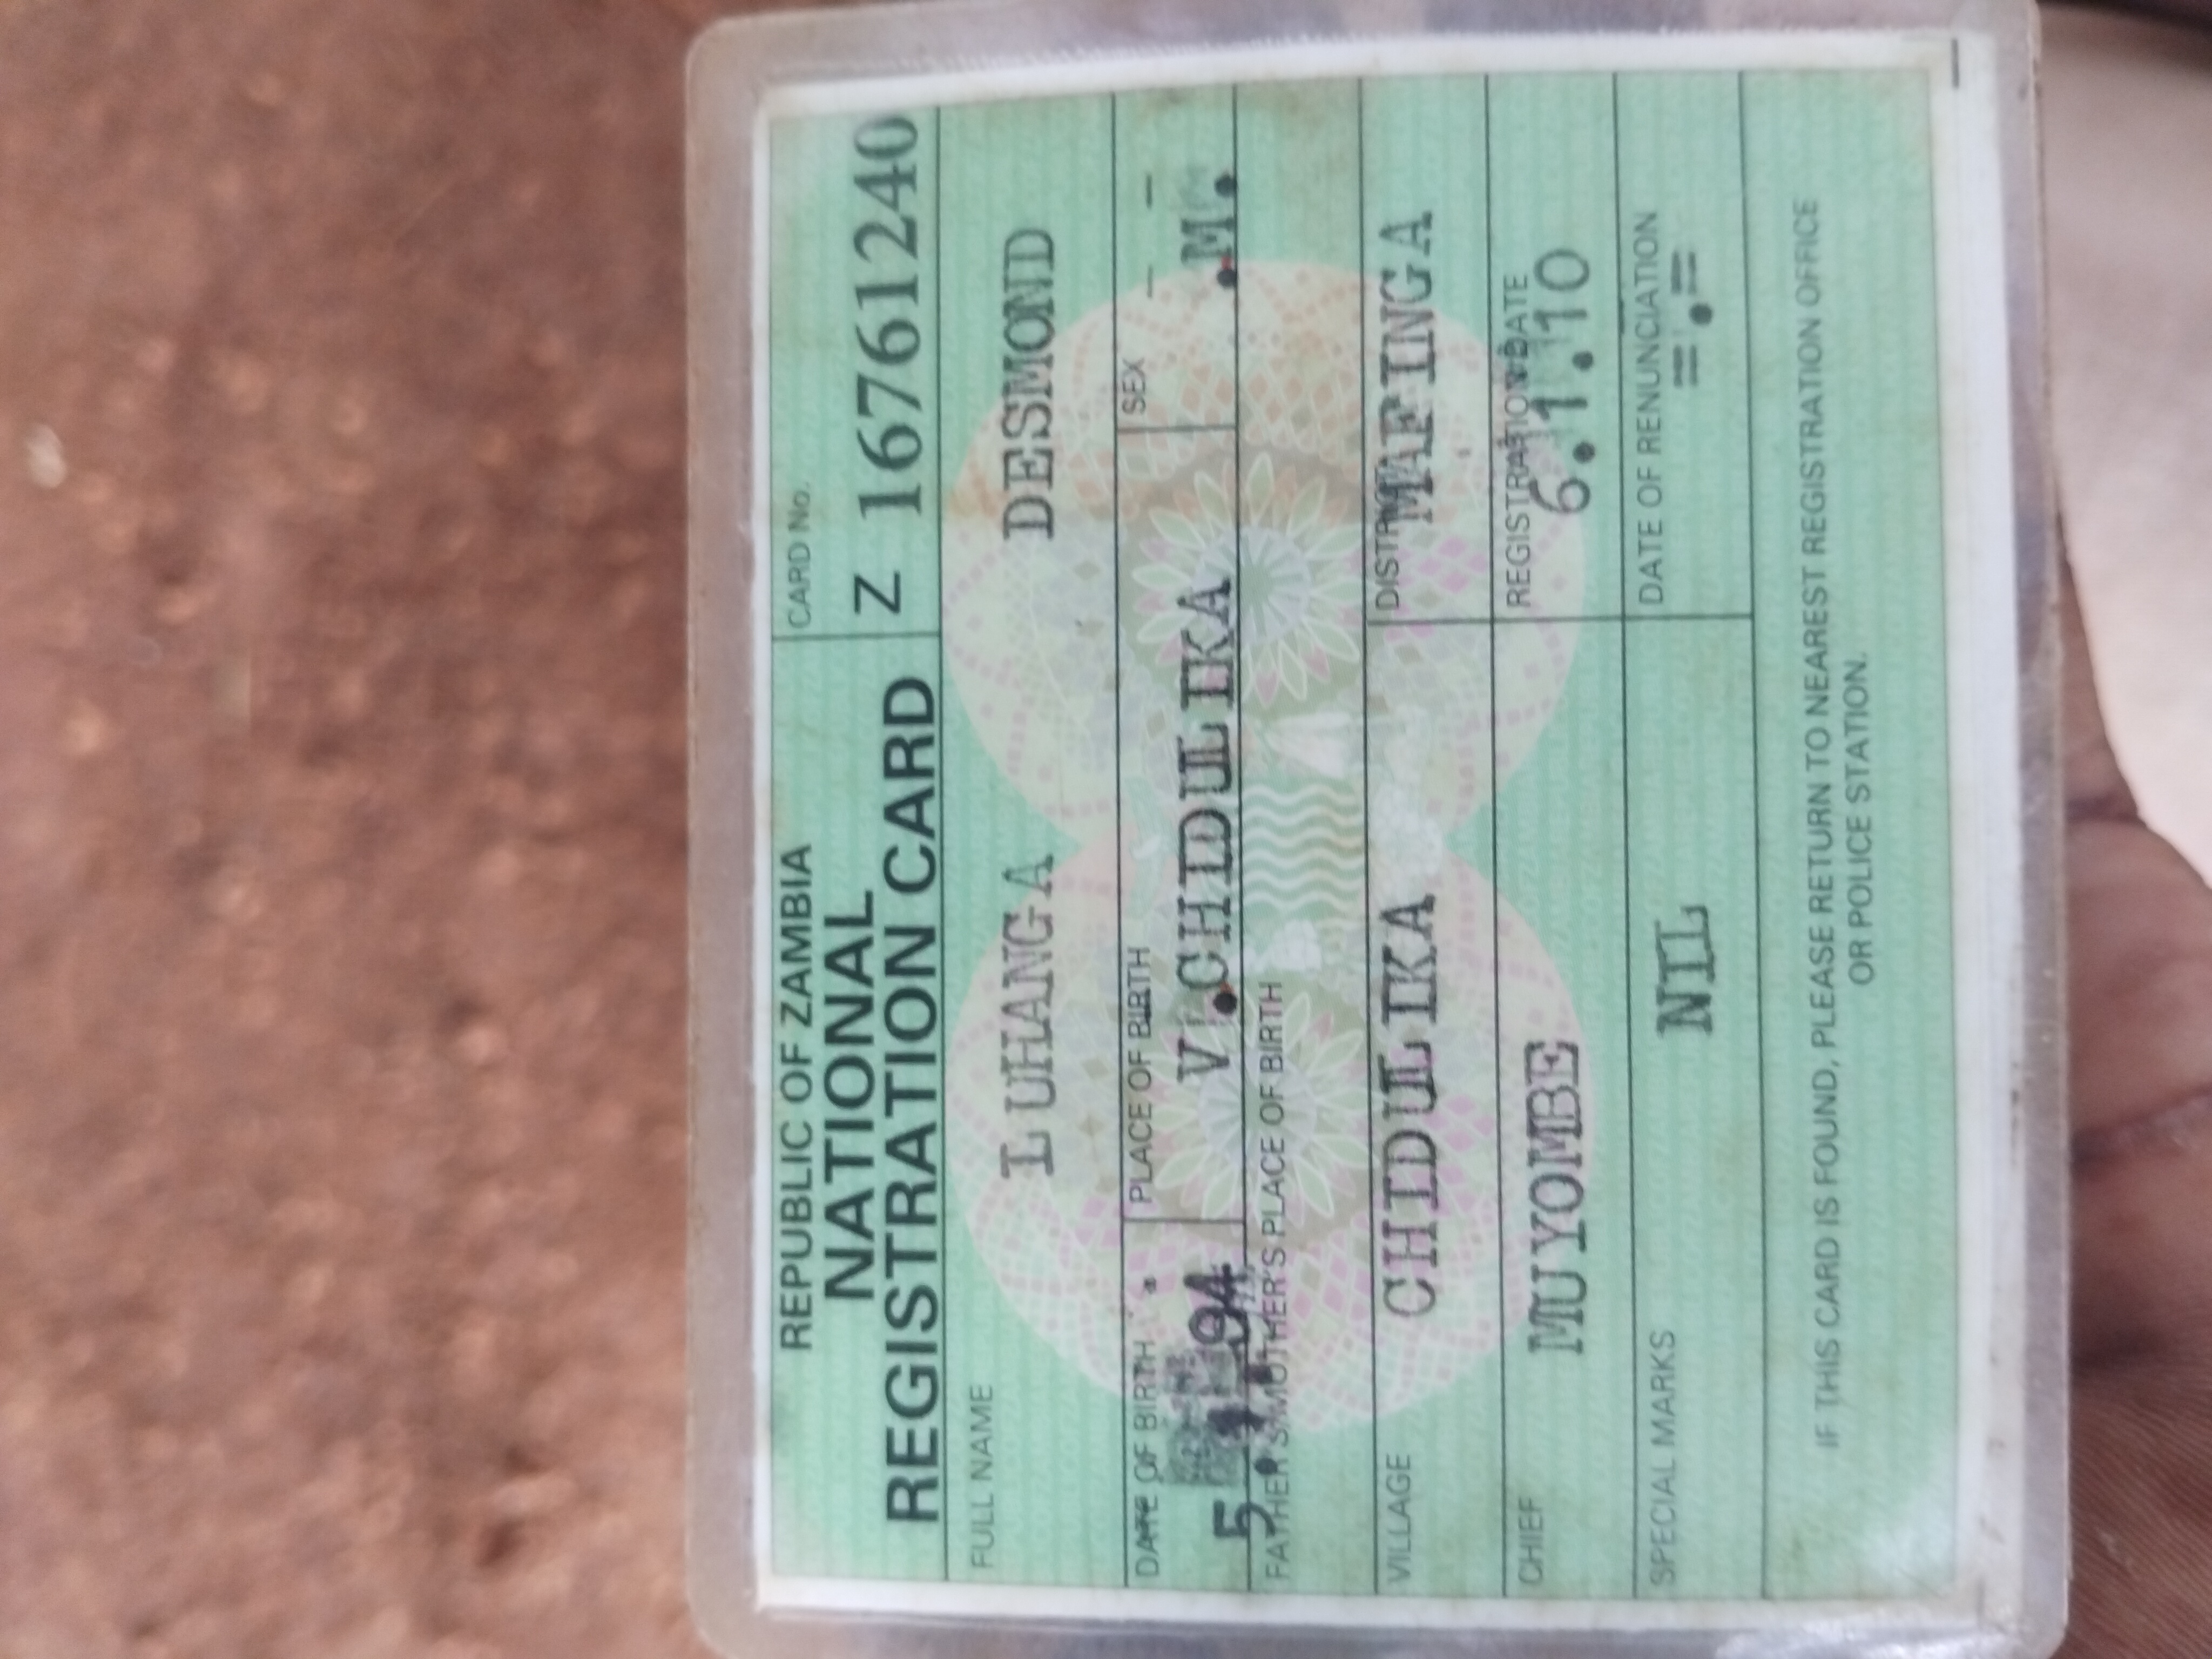 REPUBLIC OF ZAMBIA
NATIONAL
REGISTRATION CARD
CARD No.
Z 16761240
FULL NAME
LUHANGA DESMOND
DATE OF BIRTH
PLACE OF BIRTH
SEX
94
V.CHIDULIKA
.M.
FATHER'S/MOTHER'S PLACE OF BIRTH
VILLAGE
CHIDULIKA
DISTRICT
MAFINGA
CHIEF
MUYOMBE
REGISTRATION DATE
6.1.10
SPECIAL MARKS
NIL
DATE OF RENUNCIATION
=.=
IF THIS CARD IS FOUND, PLEASE RETURN TO NEAREST REGISTRATION OFFICE
OR POLICE STATION.